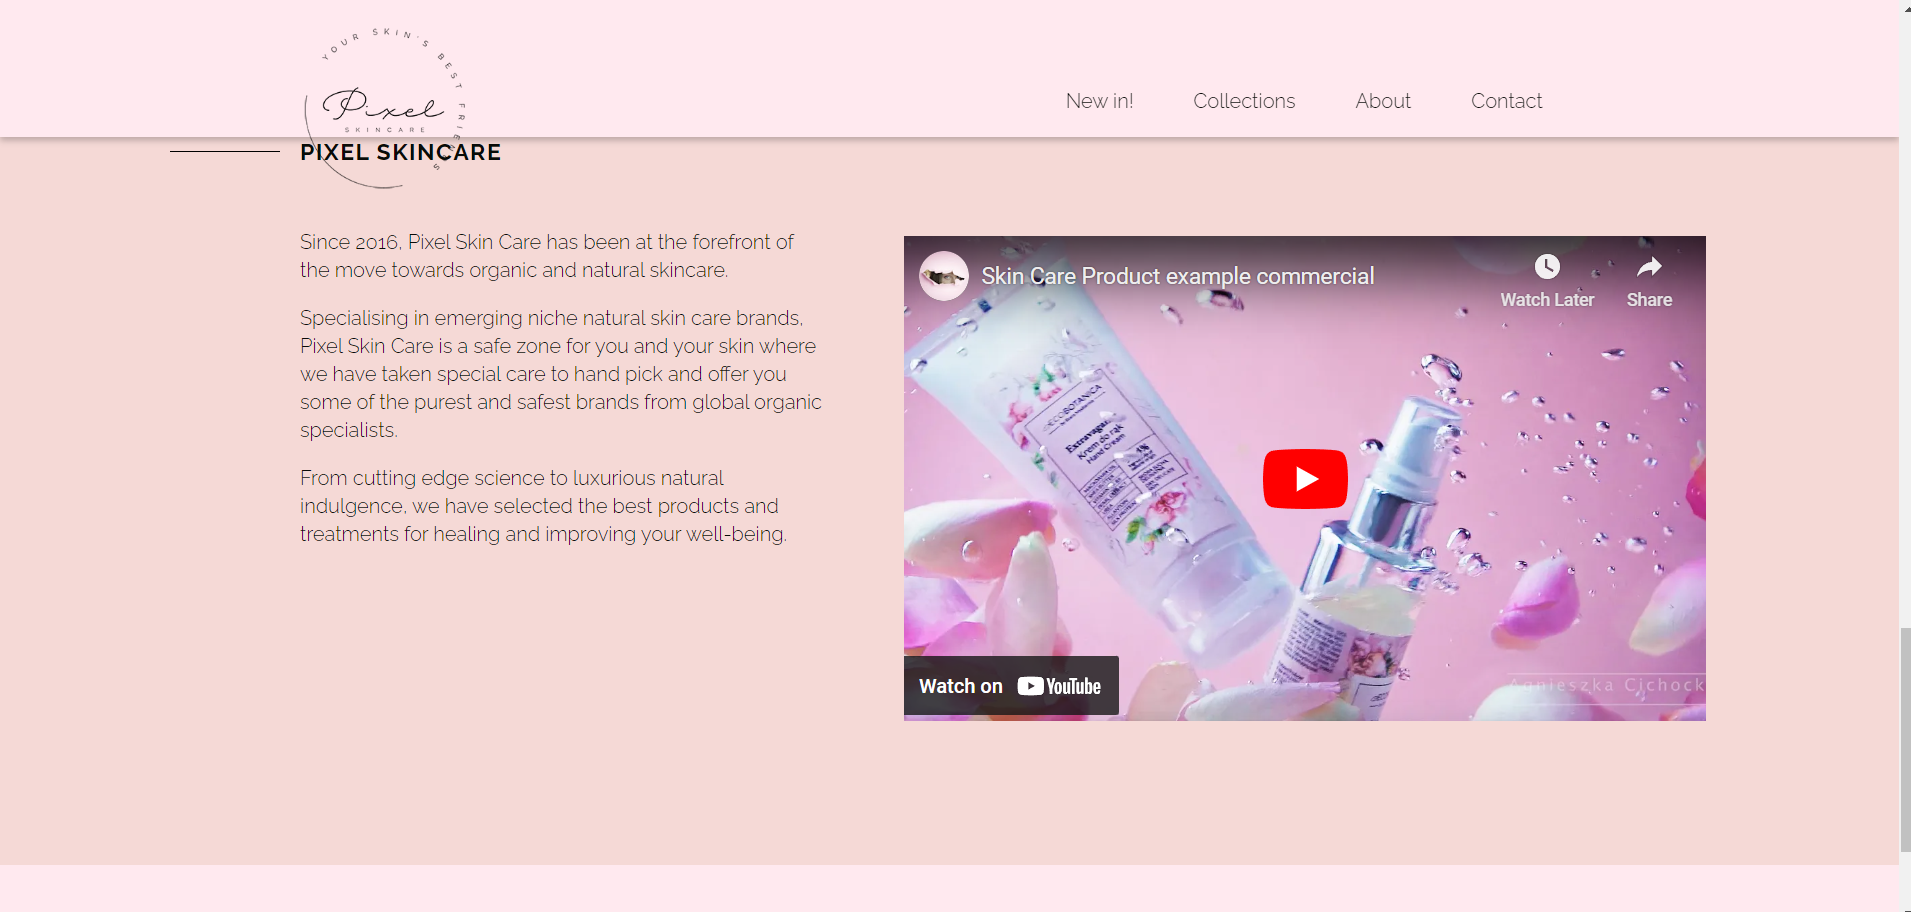 YOUR SKIN'S BEST FRIENDS
Pixel
SKINCARE
New in!
Collections
About
Contact
PIXEL SKINCARE
Since 2016, Pixel Skin Care has been at the forefront of
the move towards organic and natural skincare.
Specialising in emerging niche natural skin care brands,
Pixel Skin Care is a safe zone for you and your skin where
we have taken special care to hand pick and offer you
some of the purest and safest brands from global organic
specialists.
From cutting edge science to luxurious natural
indulgence, we have selected the best products and
treatments for healing and improving your well-being.
Skin Care Product example commercial
Watch Later
Share
Krem do rąk
Hand Cream
4%
Watch on YouTube
Agnieszka Cichock